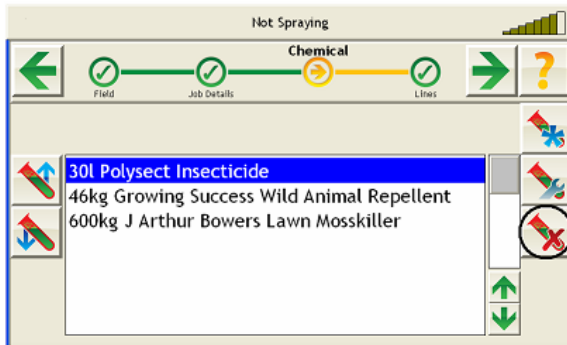 Not Spraying
Chemical
Field
Job Details
Lines
?
30l Polysect Insecticide
46kg Growing Success Wild Animal Repellent
600kg J Arthur Bowers Lawn Mosskiller